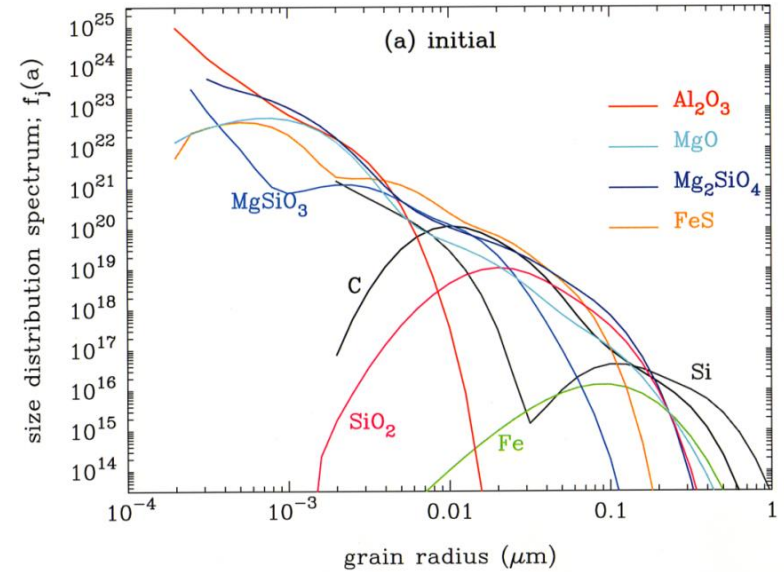 (a) initial
size distribution spectrum; f_j(a)
10^25
10^24
10^23
10^22
10^21
10^20
10^19
10^18
10^17
10^16
10^15
10^14
Al₂O₃
MgO
Mg₂SiO₄
FeS
MgSiO₃
C
SiO₂
Fe
Si
10^-4 10^-3 0.01 0.1 1
grain radius (μm)